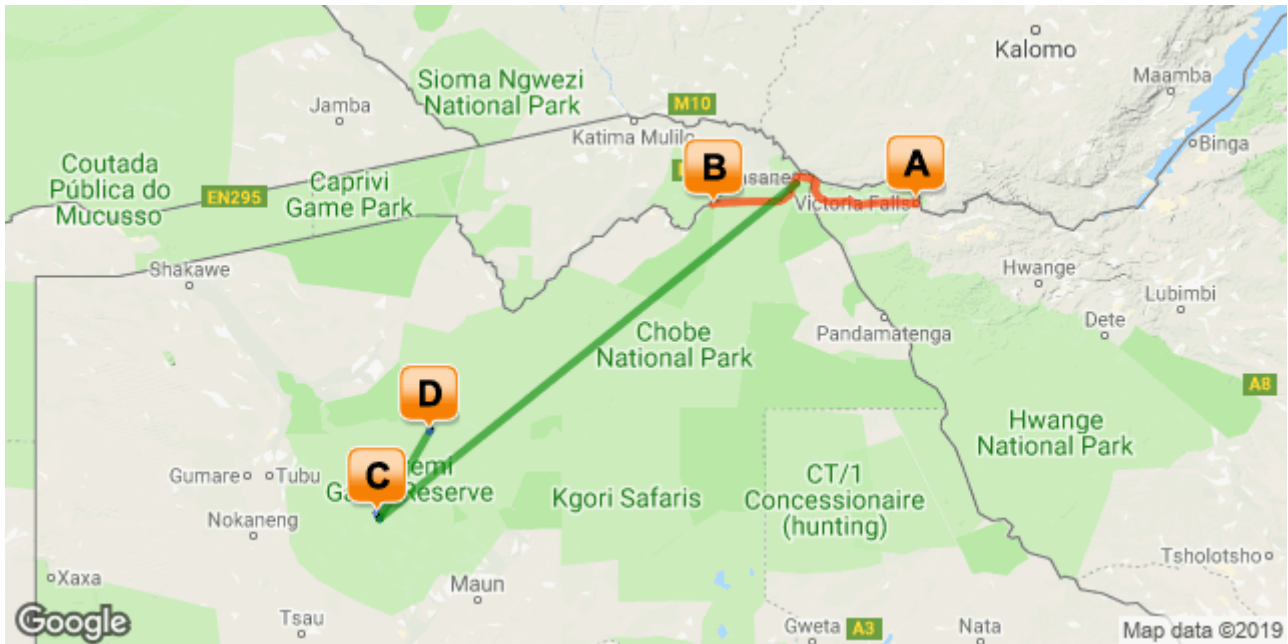 Kalomo
Maamba
Sioma Ngwezi
National Park
M10
Jamba
Katima Mulilo
Binga
Coutada
Pública do
Mucusso
EN295
Caprivi
Game Park
B
A
Victoria Falls
Shakawe
Hwange
Lubimbi
Dete
Pandamatenga
Chobe
National Park
A8
D
Hwange
National Park
Gumare
Tubu
C
Reserve
Kgori Safaris
CT/1
Concessionaire
(hunting)
Nokaneng
Tsholotsho
Xaxa
Maun
Tsau
Google
Gweta
A3
Nata
Map data ©2019